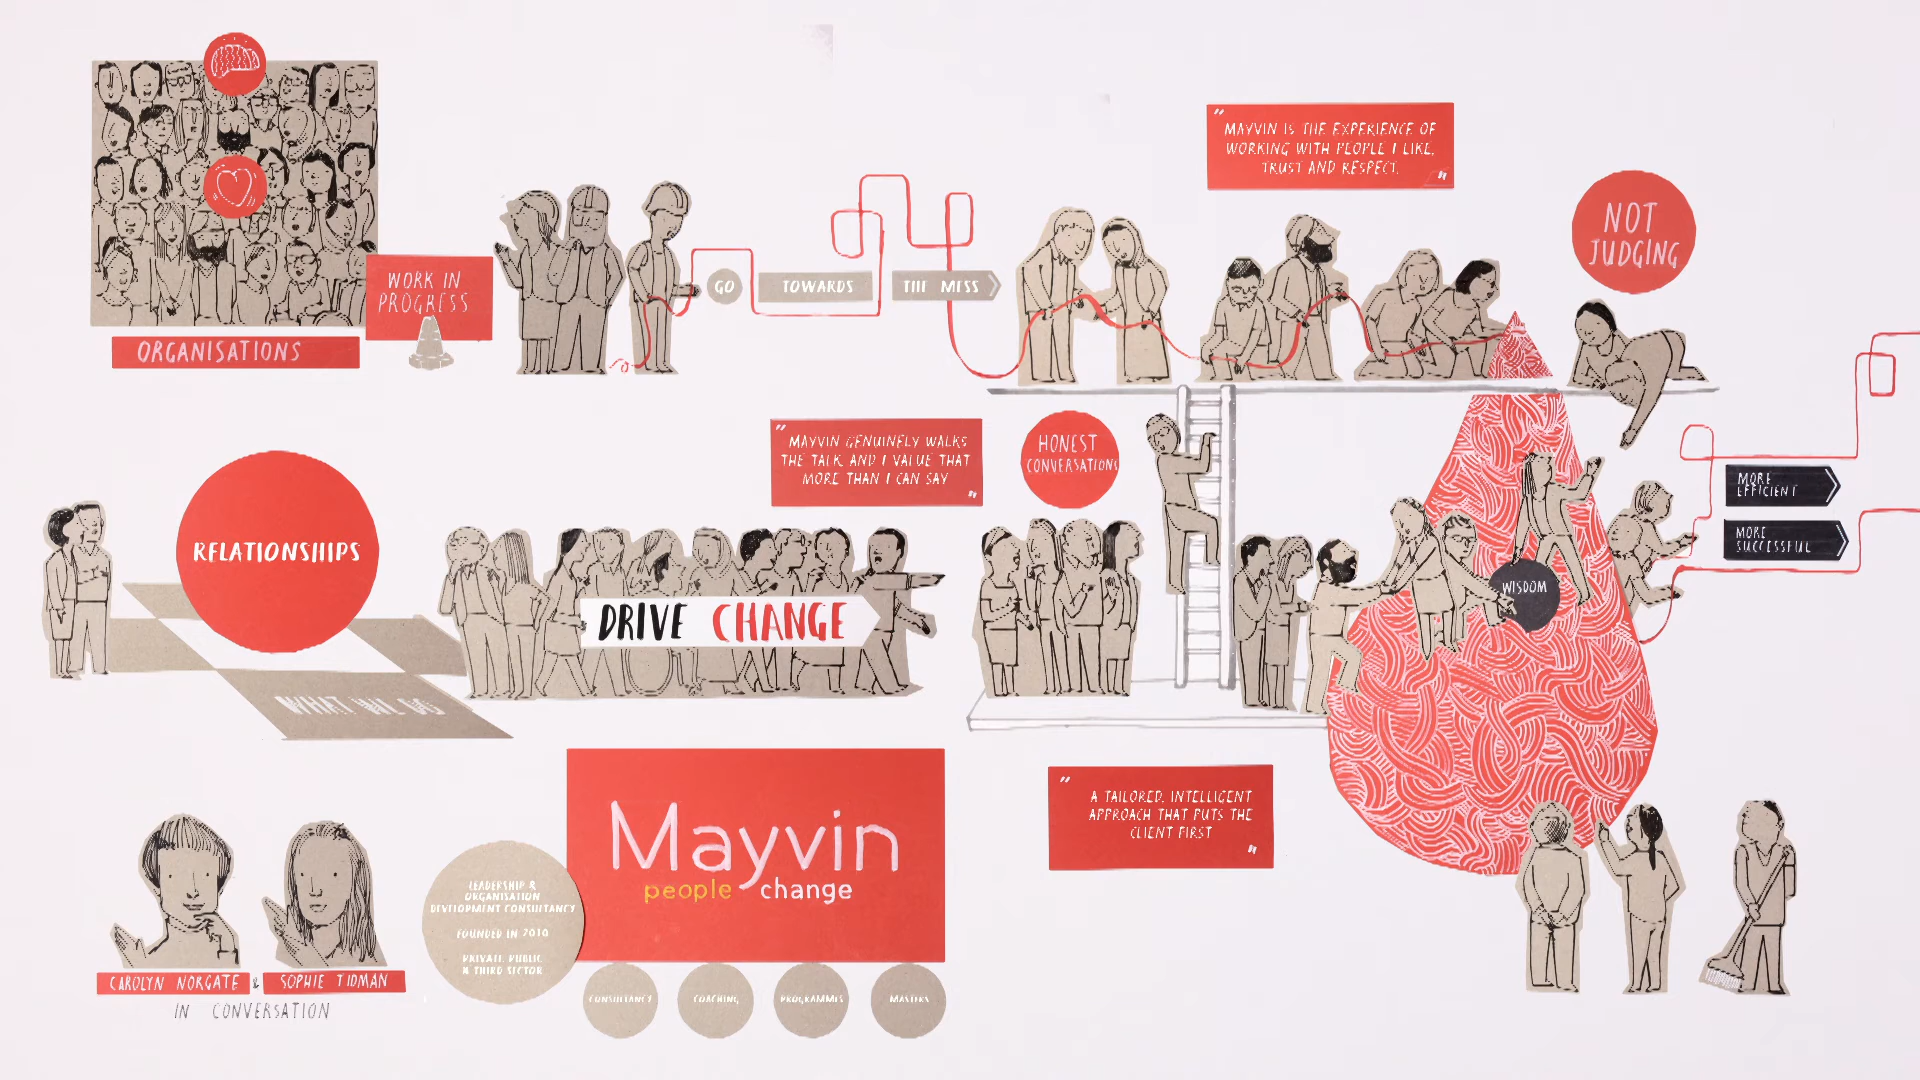 ORGANISATIONS
WORK IN
PROGRESS
GO
TOWARDS
THE MESS
" MAYVIN IS THE EXPERIENCE OF
WORKING WITH PEOPLE I LIKE,
TRUST AND RESPECT. "
NOT
JUDGING
RELATIONSHIPS
WHAT WE DO
DRIVE CHANGE
" MAYVIN GENUINELY WALKS
THE TALK AND I VALUE THAT
MORE THAN I CAN SAY
"
HONEST
CONVERSATIONS
WISDOM
MORE
EFFICIENT
MORE
SUCCESSFUL
CAROLYN NORGATE & SOPHIE TIDMAN
IN CONVERSATION
LEADERSHIP &
ORGANISATION
DEVELOPMENT CONSULTANCY
FOUNDED IN 2010
PRIVATE PUBLIC
& THIRD SECTOR
Mayvin
people change
CONSULTANCY
COACHING
PROGRAMMES
MASTERS
" A TAILORED, INTELLIGENT
APPROACH THAT PUTS THE
CLIENT FIRST
"